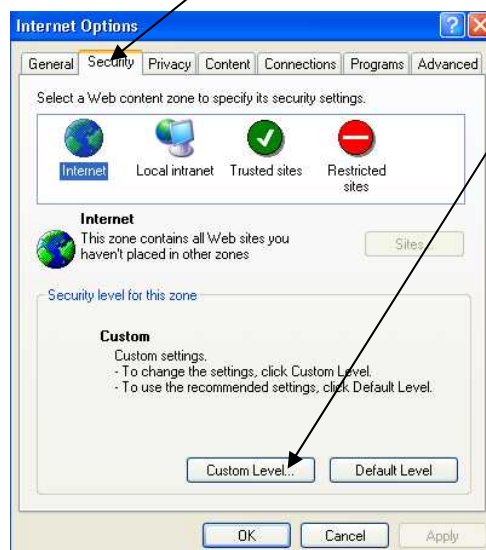 Internet Options
General Security Privacy Content Connections Programs Advanced
Select a Web content zone to specify its security settings.
Internet Local intranet Trusted sites Restricted sites
Internet
This zone contains all Web sites you
haven't placed in other zones
Sites...
Security level for this zone
Custom
Custom settings.
- To change the settings, click Custom Level.
- To use the recommended settings, click Default Level.
Custom Level... Default Level
OK Cancel Apply